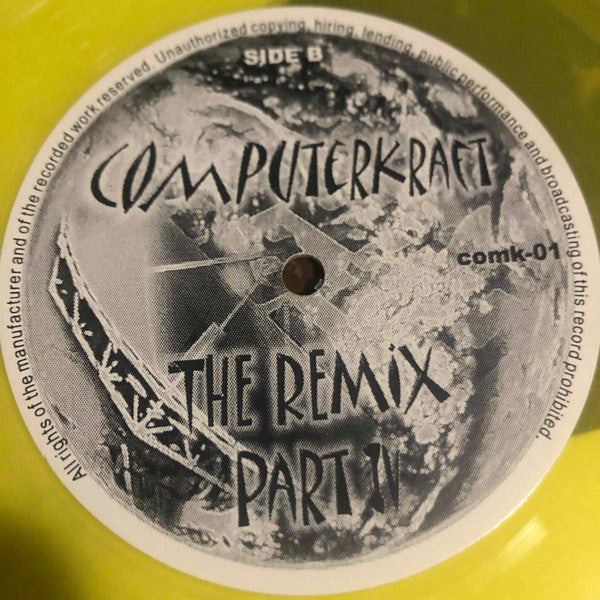 All rights of the manufacturer and of the recorded work reserved. Unauthorized copying, hiring, lending, public performance and broadcasting of this record prohibited.
SIDE B
COMPUTERKRAFT
comk-01
THE REMiX
PART IV